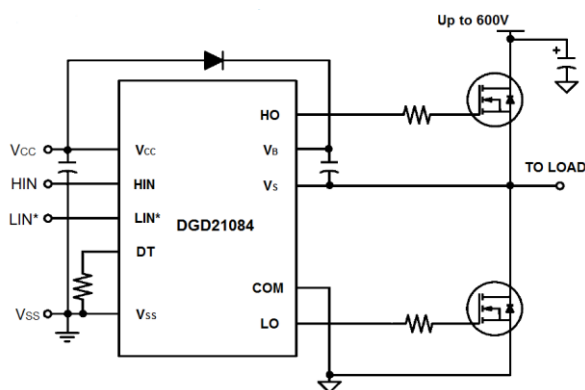 Up to 600V
+
HO
VCC
VCC
VB
HIN
HIN
VS
TO LOAD
LIN*
LIN*
DGD21084
DT
COM
VSS
VSS
LO